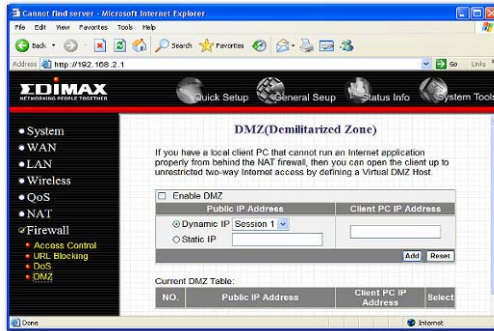 Cannot find server - Microsoft Internet Explorer
File Edit View Favorites Tools Help
Back Search Favorites
Address http://192.168.2.1 Go Links
EDIMAX
NETWORKING PEOPLE TOGETHER
Quick Setup General Seup Status Info System Tools
System
WAN
LAN
Wireless
QoS
NAT
Firewall
Access Control
URL Blocking
DoS
DMZ
DMZ(Demilitarized Zone)
If you have a local client PC that cannot run an Internet application
properly from behind the NAT firewall, then you can open the client up to
unrestricted two-way Internet access by defining a Virtual DMZ Host.
Enable DMZ
Public IP Address Client PC IP Address
Dynamic IP Session 1
Static IP
Add Reset
Current DMZ Table:
NO. Public IP Address Client PC IP Address Select
Done Internet